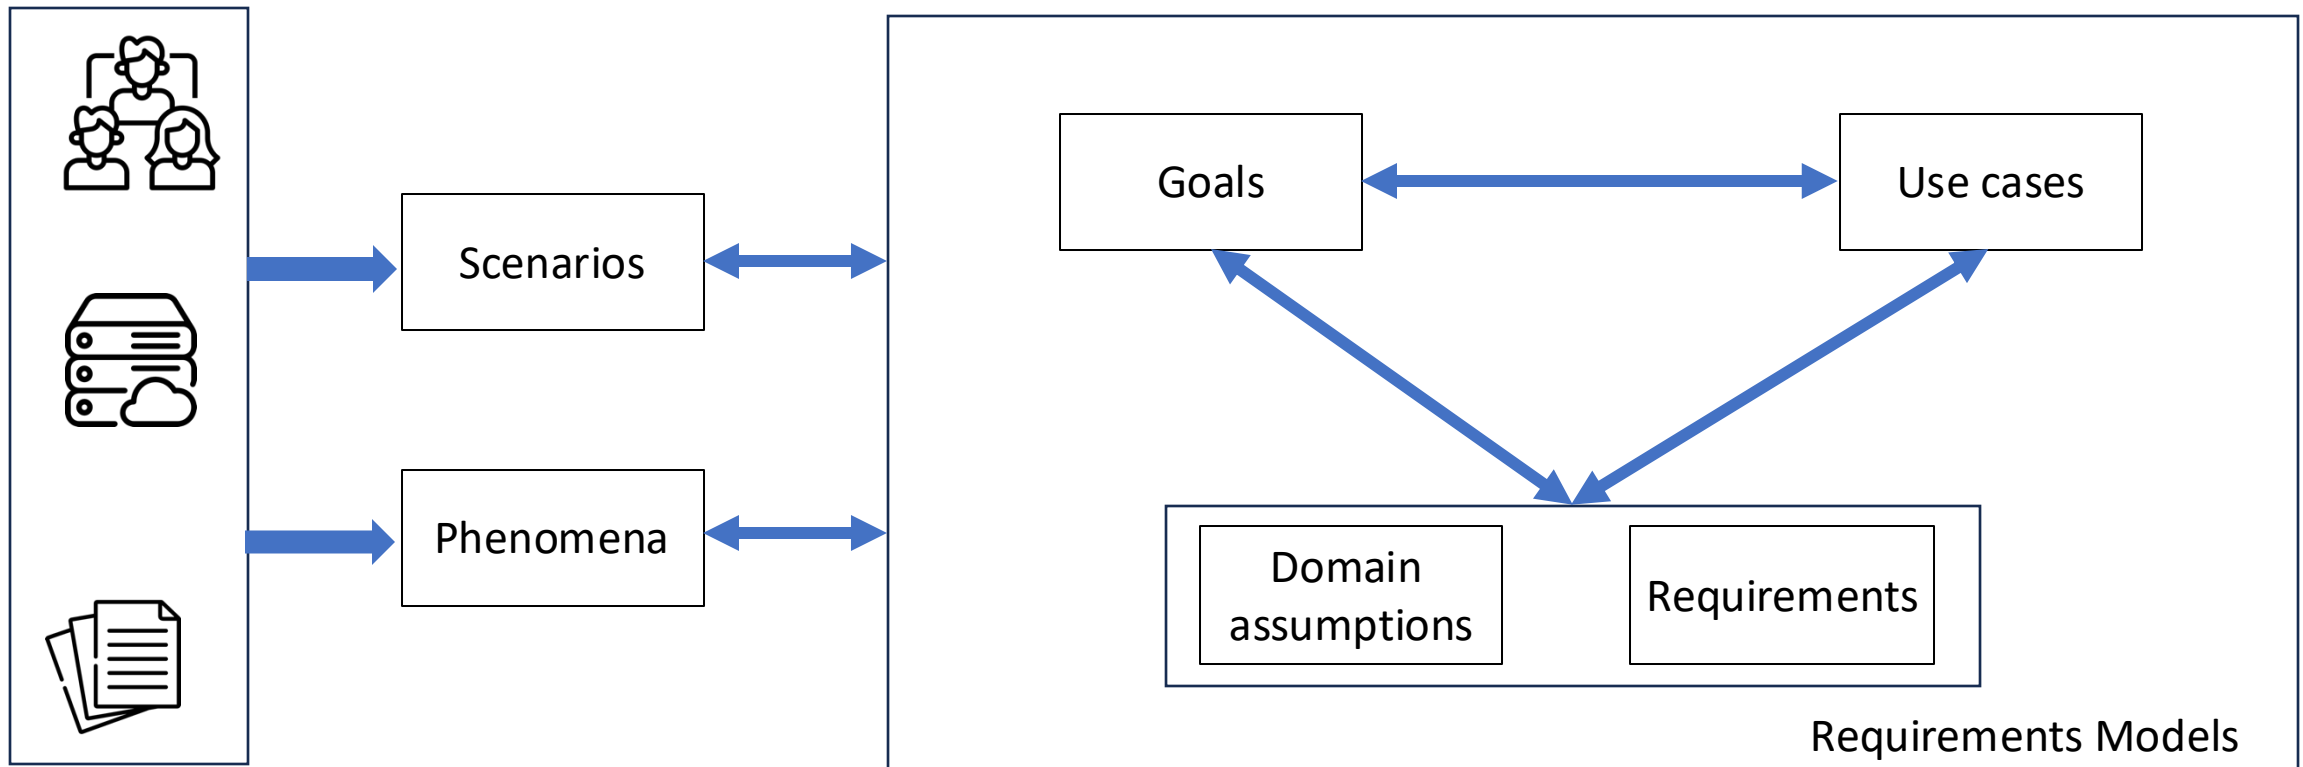 Scenarios
Phenomena
Goals
Use cases
Domain
assumptions
Requirements
Requirements Models